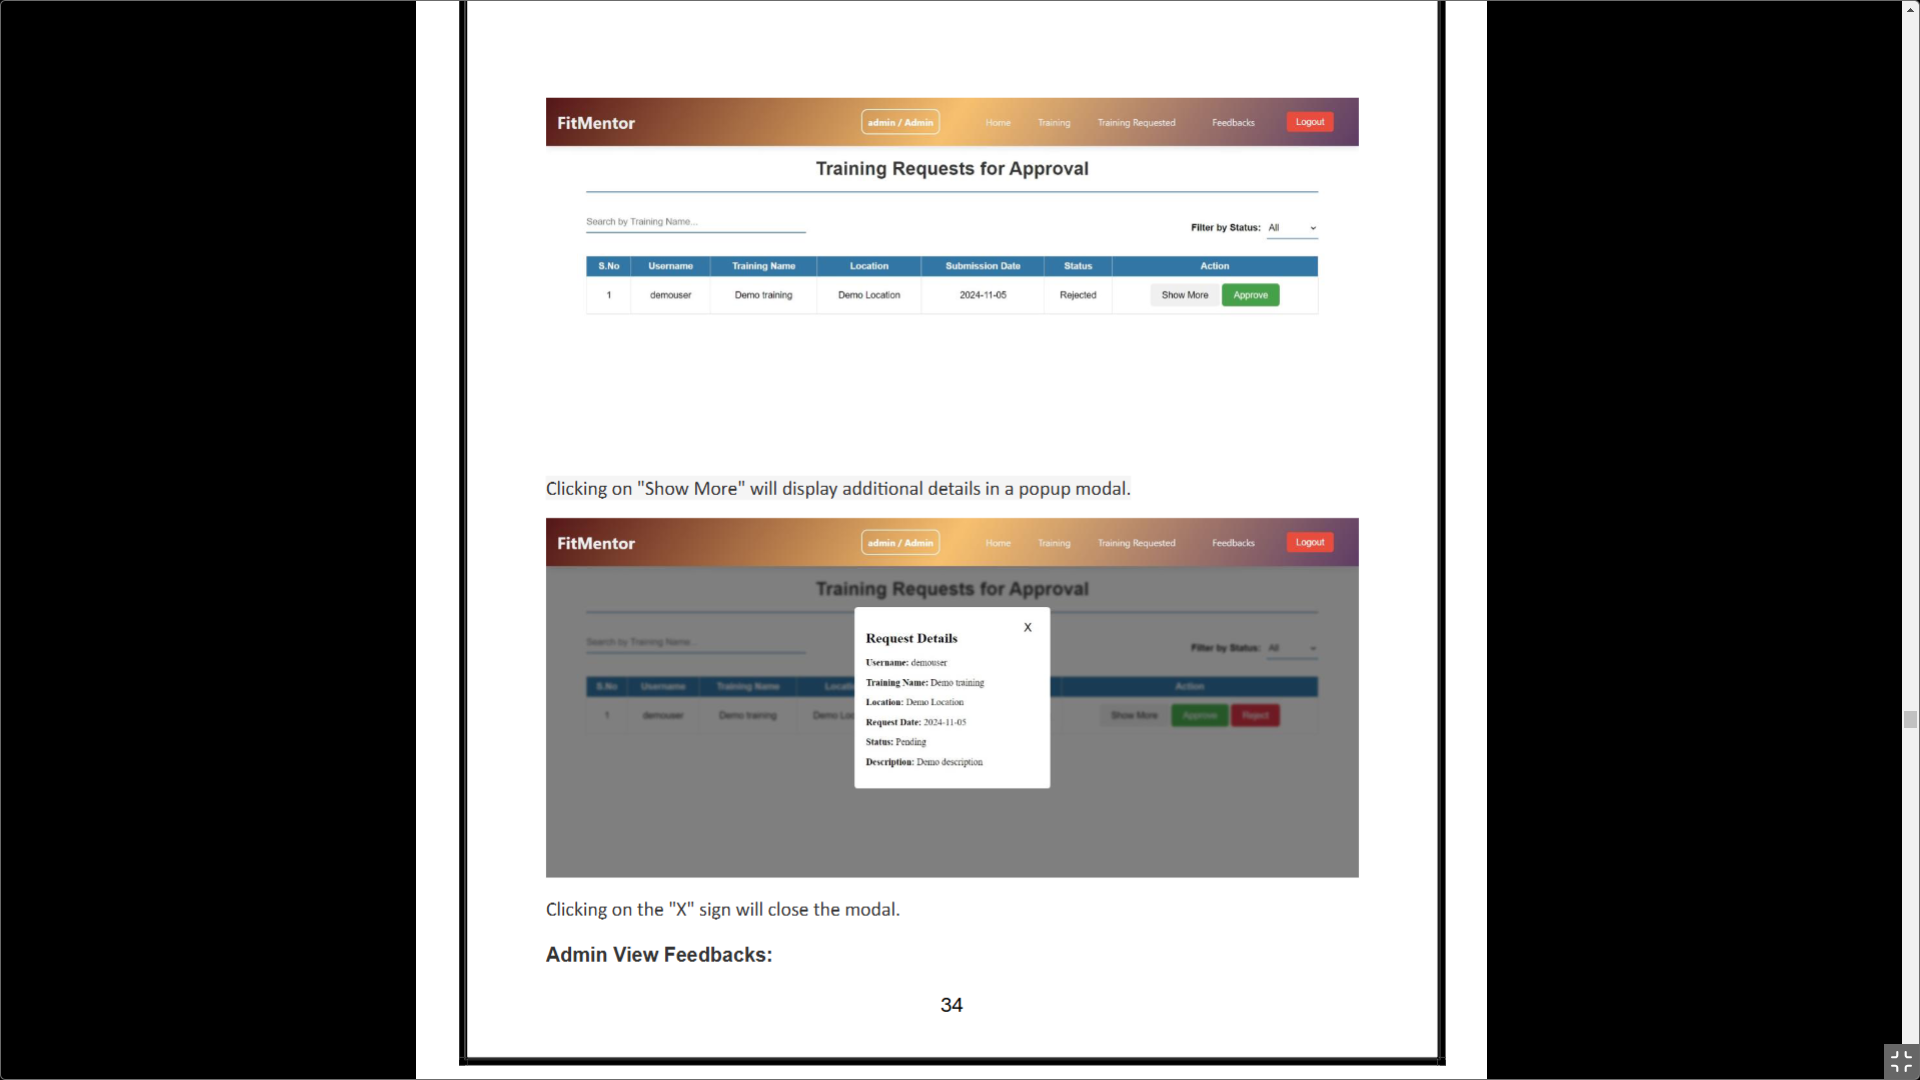 FitMentor admin / Admin Home Training Training Requested Feedbacks Logout
Training Requests for Approval
Search by Training Name...
Filter by Status: All
S.No Username Training Name Location Submission Date Status Action
1 demouser Demo training Demo Location 2024-11-05 Rejected Show More Approve
Clicking on "Show More" will display additional details in a popup modal.
FitMentor admin / Admin Home Training Training Requested Feedbacks Logout
Training Requests for Approval
Search by Training Name...
Filter by Status: All
S.No Username Training Name Action
1 demouser Demo training Show More Approve Reject
X
Request Details
Username: demouser
Training Name: Demo training
Location: Demo Location
Request Date: 2024-11-05
Status: Pending
Description: Demo description
Clicking on the "X" sign will close the modal.
Admin View Feedbacks:
34